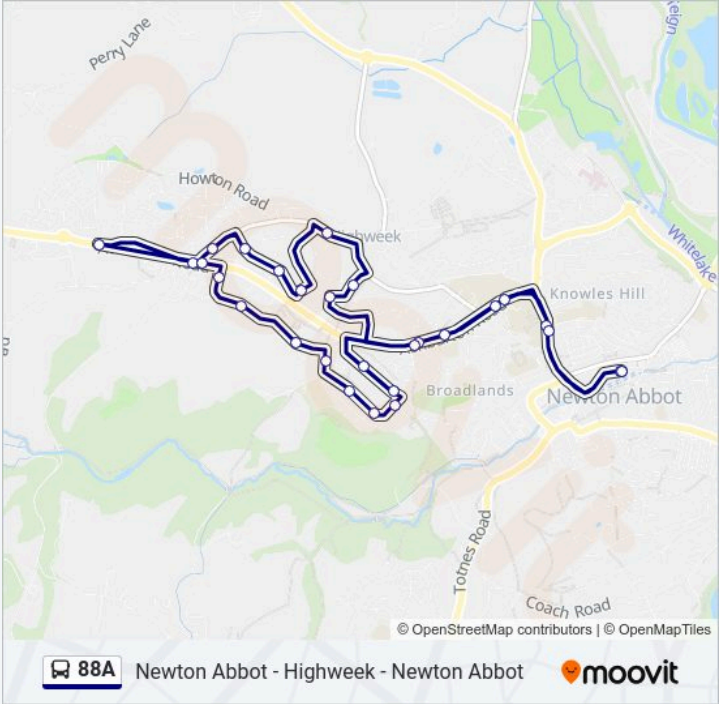 Perry Lane
Howton Road
Highweek
Whitelake
Knowles Hill
Broadlands
Newton Abbot
Totnes Road
Coach Road
© OpenStreetMap contributors | © OpenMapTiles
88A
Newton Abbot - Highweek - Newton Abbot
moovit